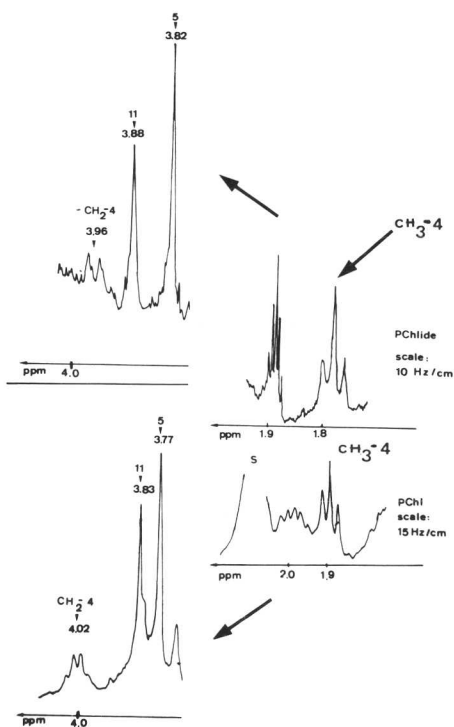 5
3.82
11
3.88
- CH2-4
3.96
ppm 4.0
CH3-4
PChlide
scale:
10 Hz/cm
ppm 1.9 1.8
CH3-4
S
PChl
scale:
15 Hz/cm
ppm 2.0 1.9
5
3.77
11
3.83
CH2-4
4.02
ppm 4.0